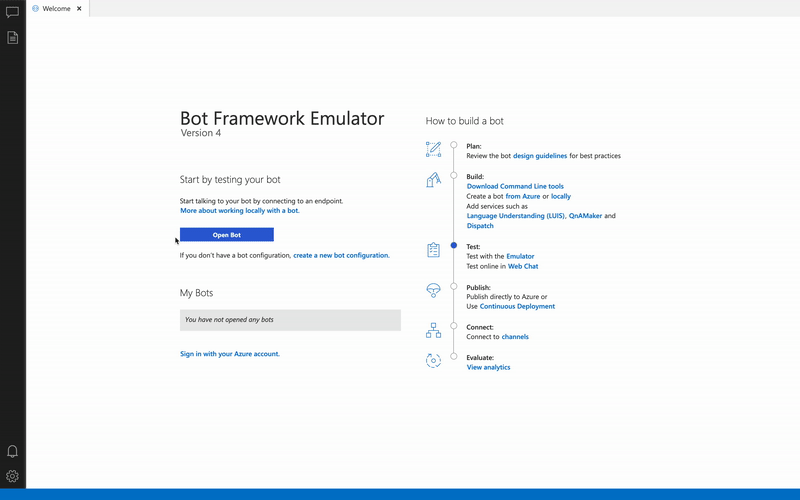 Welcome
Bot Framework Emulator
Version 4
Start by testing your bot
Start talking to your bot by connecting to an endpoint.
More about working locally with a bot.
Open Bot
If you don't have a bot configuration, create a new bot configuration.
My Bots
You have not opened any bots
Sign in with your Azure account.
How to build a bot
Plan:
Review the bot design guidelines for best practices
Build:
Download Command Line tools
Create a bot from Azure or locally
Add services such as
Language Understanding (LUIS), QnAMaker and
Dispatch
Test:
Test with the Emulator
Test online in Web Chat
Publish:
Publish directly to Azure or
Use Continuous Deployment
Connect:
Connect to channels
Evaluate:
View analytics